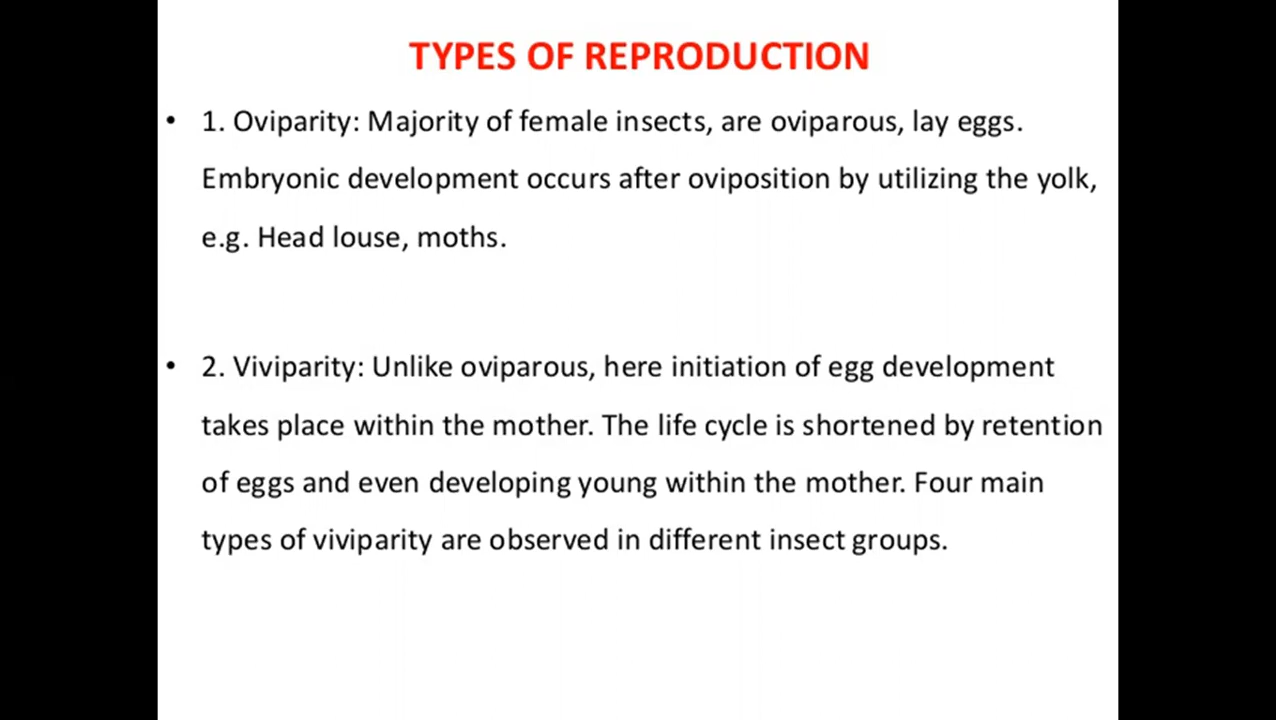 TYPES OF REPRODUCTION
• 1. Oviparity: Majority of female insects, are oviparous, lay eggs.
Embryonic development occurs after oviposition by utilizing the yolk,
e.g. Head louse, moths.
• 2. Viviparity: Unlike oviparous, here initiation of egg development
takes place within the mother. The life cycle is shortened by retention
of eggs and even developing young within the mother. Four main
types of viviparity are observed in different insect groups.